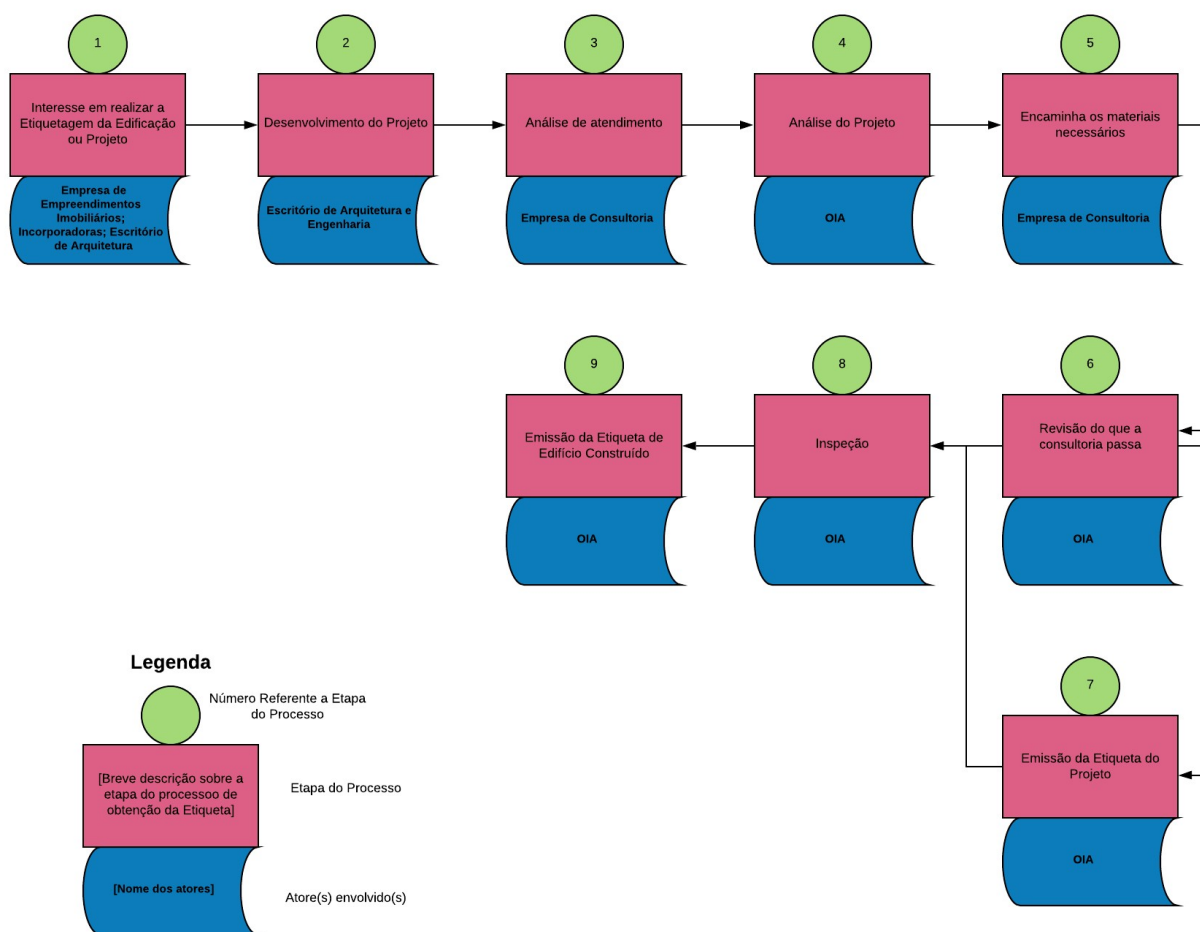 1
Interesse em realizar a
Etiquetagem da Edificação
ou Projeto
Empresa de
Empreendimentos
Imobiliários;
Incorporadoras; Escritório
de Arquitetura
2
Desenvolvimento do Projeto
Escritório de Arquitetura e
Engenharia
3
Análise de atendimento
Empresa de Consultoria
4
Análise do Projeto
OIA
5
Encaminha os materiais
necessários
Empresa de Consultoria
6
Revisão do que a
consultoria passa
OIA
7
Emissão da Etiqueta do
Projeto
OIA
8
Inspeção
OIA
9
Emissão da Etiqueta de
Edifício Construído
OIA
Legenda
Número Referente a Etapa
do Processo
[Breve descrição sobre a
etapa do processoo de
obtenção da Etiqueta]
Etapa do Processo
[Nome dos atores]
Atore(s) envolvido(s)